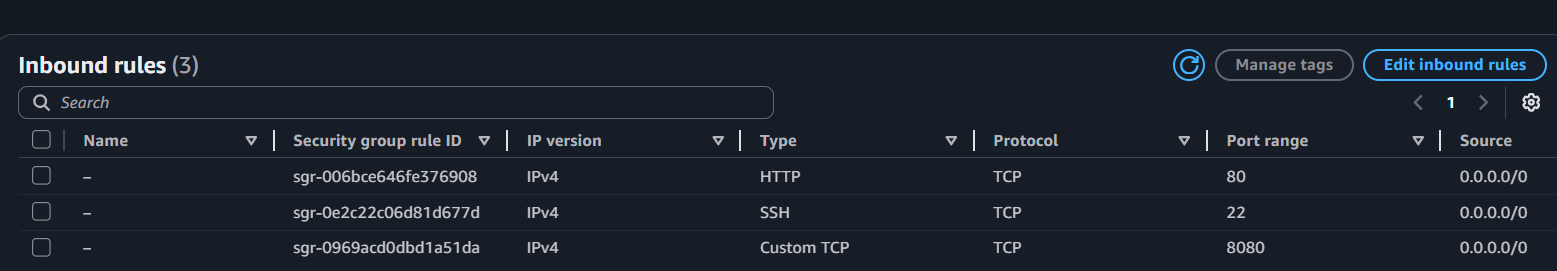 Inbound rules (3)
Manage tags
Edit inbound rules
Search
1
Name Security group rule ID IP version Type Protocol Port range Source
– sgr-006bce646fe376908 IPv4 HTTP TCP 80 0.0.0.0/0
– sgr-0e2c22c06d81d677d IPv4 SSH TCP 22 0.0.0.0/0
– sgr-0969acd0dbd1a51da IPv4 Custom TCP TCP 8080 0.0.0.0/0